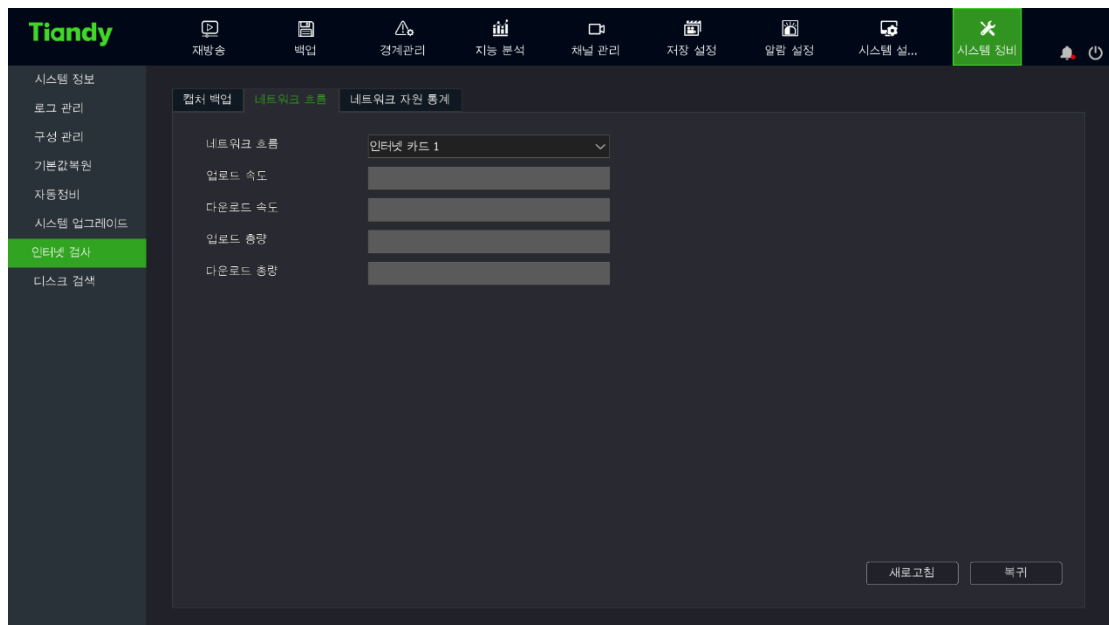 Tiandy
재방송 백업 경계관리 지능 분석 채널 관리 저장 설정 알람 설정 시스템 설... 시스템 정비
시스템 정보
로그 관리
구성 관리
기본값복원
자동정비
시스템 업그레이드
인터넷 검사
디스크 검색
캡처 백업 네트워크 흐름 네트워크 자원 통계
네트워크 흐름 인터넷 카드 1
업로드 속도
다운로드 속도
업로드 총량
다운로드 총량
새로고침 복귀